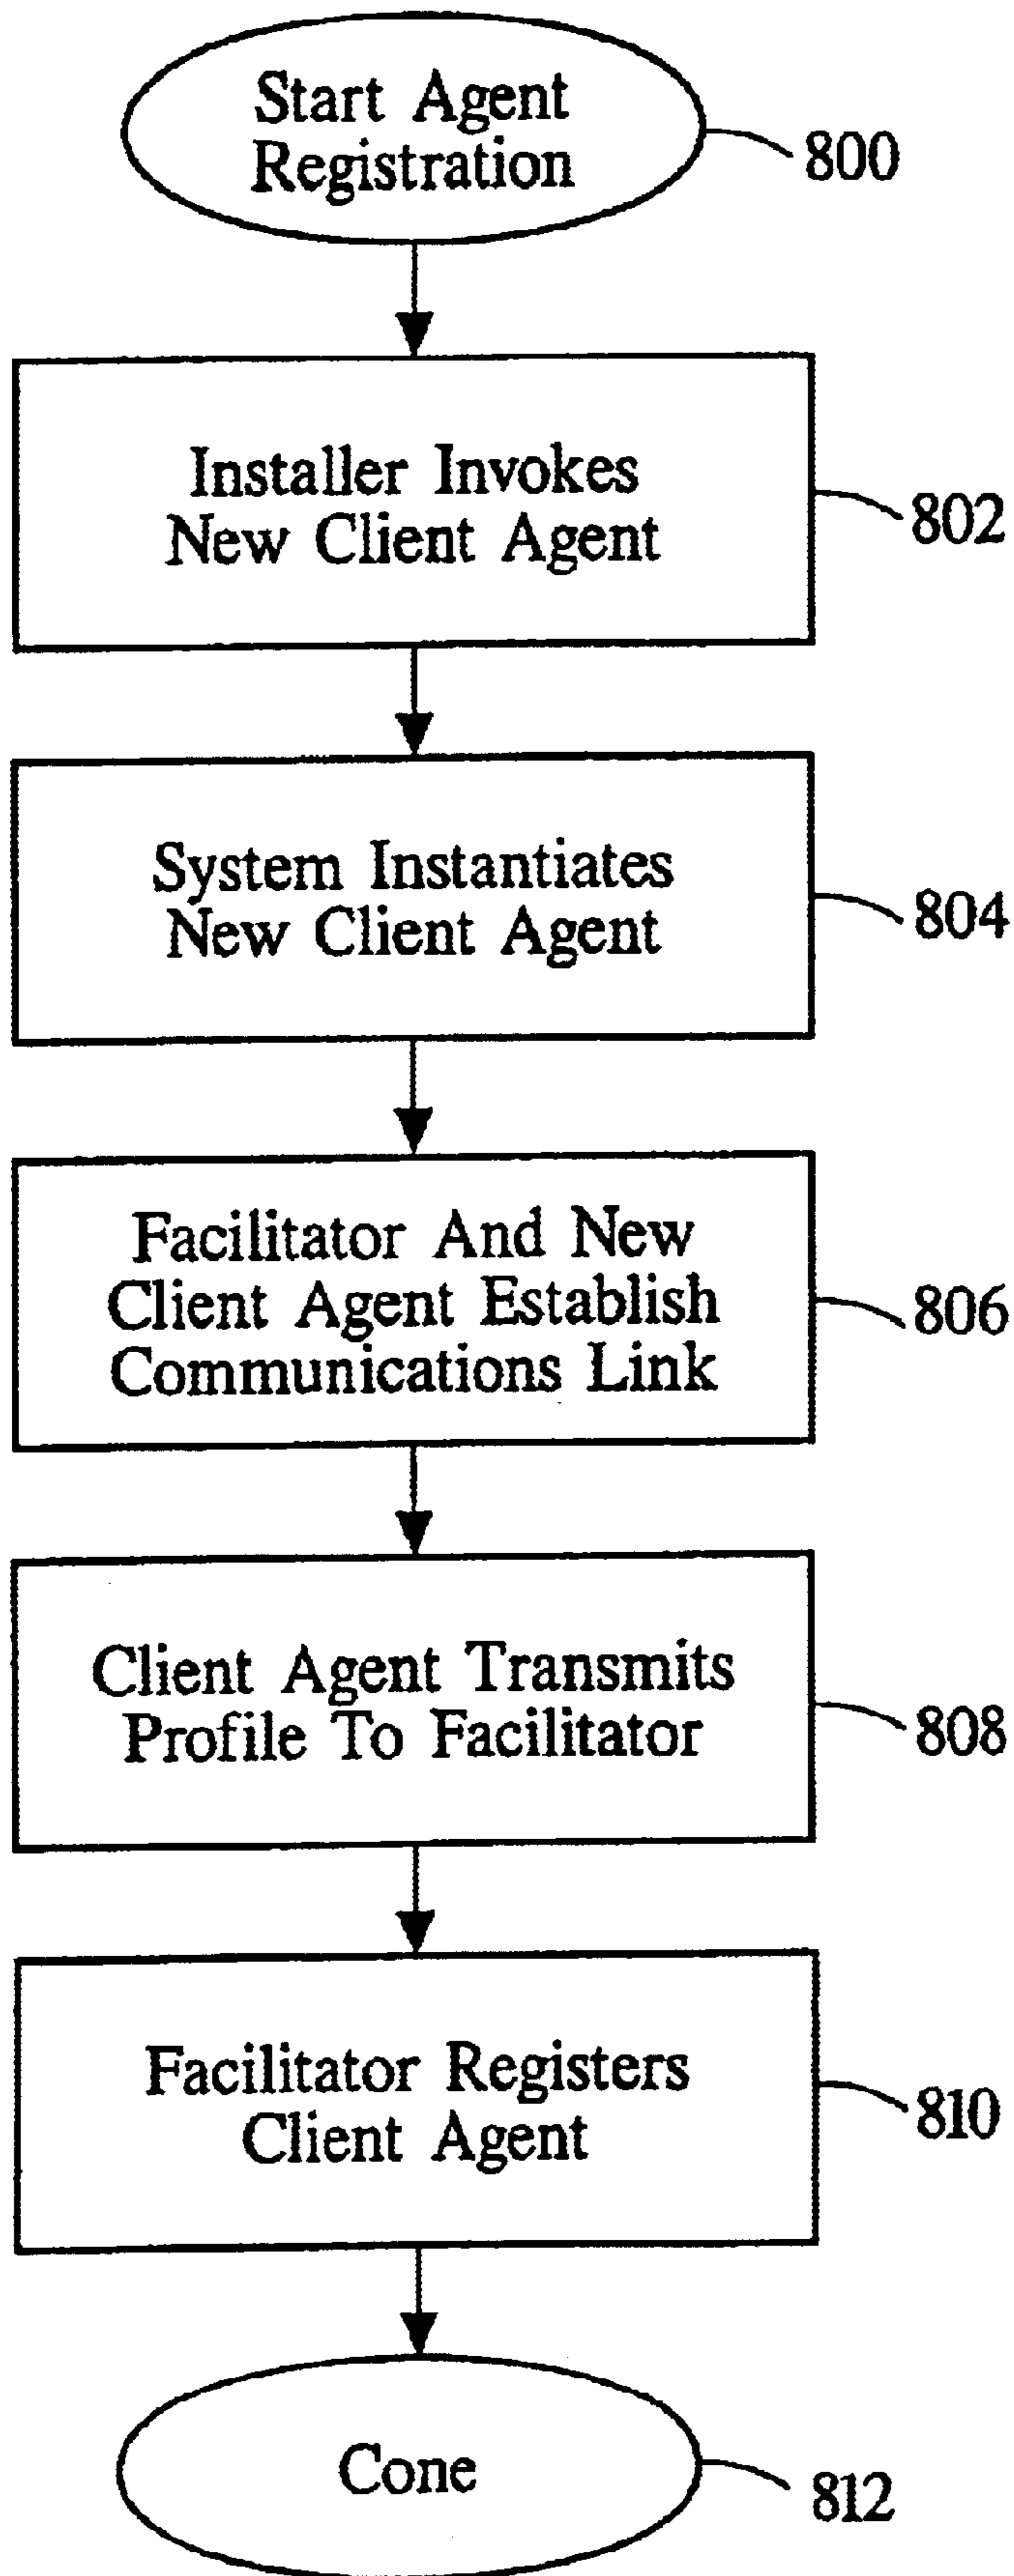 Start Agent
Registration
800
Installer Invokes
New Client Agent
802
System Instantiates
New Client Agent
804
Facilitator And New
Client Agent Establish
Communications Link
806
Client Agent Transmits
Profile To Facilitator
808
Facilitator Registers
Client Agent
810
Cone
812